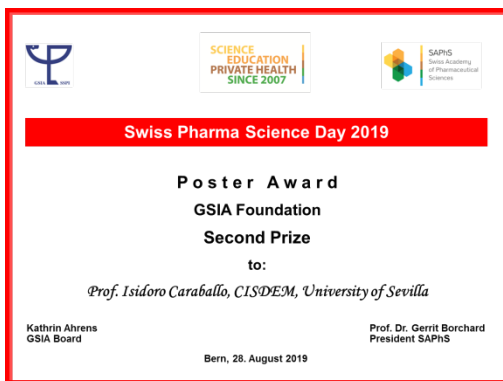 GSIA SSPI
SCIENCE
EDUCATION
PRIVATE HEALTH
SINCE 2007
SAPhS
Swiss Academy
of Pharmaceutical
Sciences
Swiss Pharma Science Day 2019
Poster Award
GSIA Foundation
Second Prize
to:
Prof. Isidoro Caraballo, CISDEM, University of Sevilla
Kathrin Ahrens
GSIA Board
Prof. Dr. Gerrit Borchard
President SAPhS
Bern, 28. August 2019